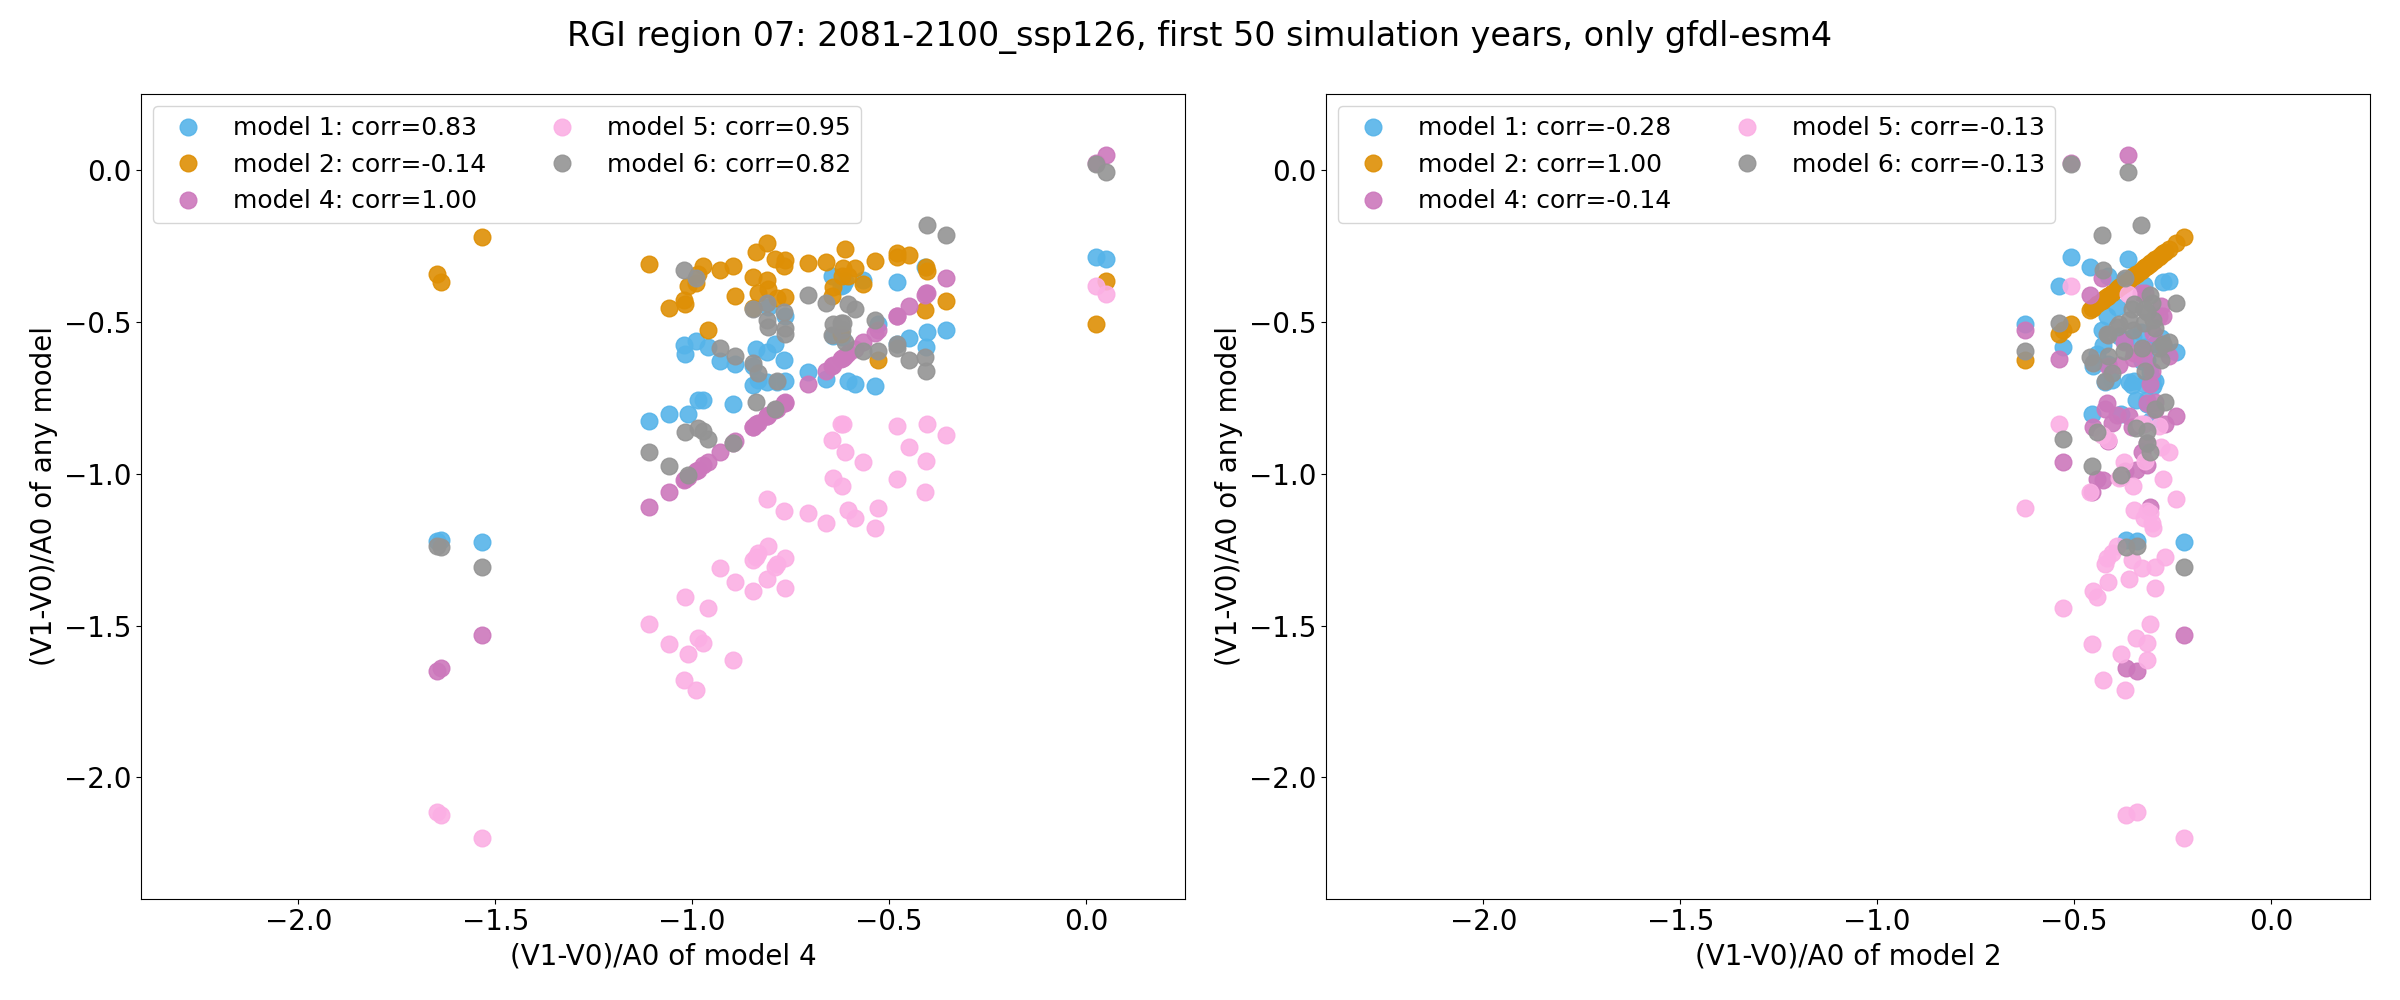 RGI region 07: 2081-2100_ssp126, first 50 simulation years, only gfdl-esm4
model 1: corr=0.83
model 2: corr=-0.14
model 4: corr=1.00
model 5: corr=0.95
model 6: corr=0.82
0.0
−0.5
−1.0
−1.5
−2.0
(V1-V0)/A0 of any model
−2.0
−1.5
−1.0
−0.5
0.0
(V1-V0)/A0 of model 4
model 1: corr=-0.28
model 2: corr=1.00
model 4: corr=-0.14
model 5: corr=-0.13
model 6: corr=-0.13
0.0
−0.5
−1.0
−1.5
−2.0
(V1-V0)/A0 of any model
−2.0
−1.5
−1.0
−0.5
0.0
(V1-V0)/A0 of model 2